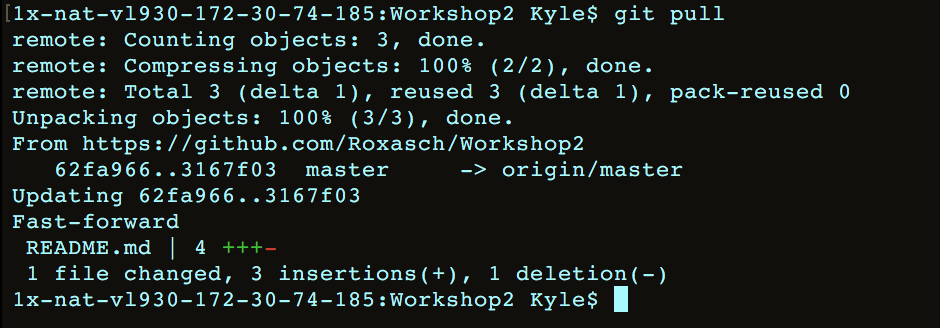 [1x-nat-vl930-172-30-74-185:Workshop2 Kyle$ git pull
remote: Counting objects: 3, done.
remote: Compressing objects: 100% (2/2), done.
remote: Total 3 (delta 1), reused 3 (delta 1), pack-reused 0
Unpacking objects: 100% (3/3), done.
From https://github.com/Roxasch/Workshop2
   62fa966..3167f03  master     -> origin/master
Updating 62fa966..3167f03
Fast-forward
 README.md | 4 +++-
 1 file changed, 3 insertions(+), 1 deletion(-)
1x-nat-vl930-172-30-74-185:Workshop2 Kyle$